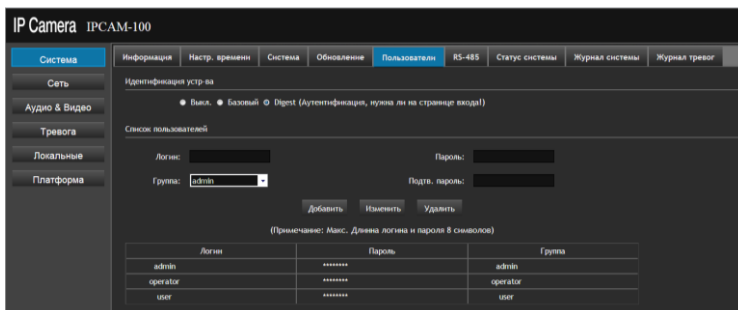 IP Camera IPCAM-100
Система
Информация Настр. времени Система Обновление Пользователи RS-485 Статус системы Журнал системы Журнал тревог
Сеть
Идентификация устр-ва
Аудио & Видео
Выкл. Базовый Digest (Аутентификация, нужна ли на странице входа!)
Тревога
Список пользователей
Локальные
Логин: Пароль:
Платформа
Группа: admin Подтв. пароль:
Добавить Изменить Удалить
(Примечание: Макс. Длинна логина и пароля 8 символов)
Логин Пароль Группа
admin ******** admin
operator ******** operator
user ******** user